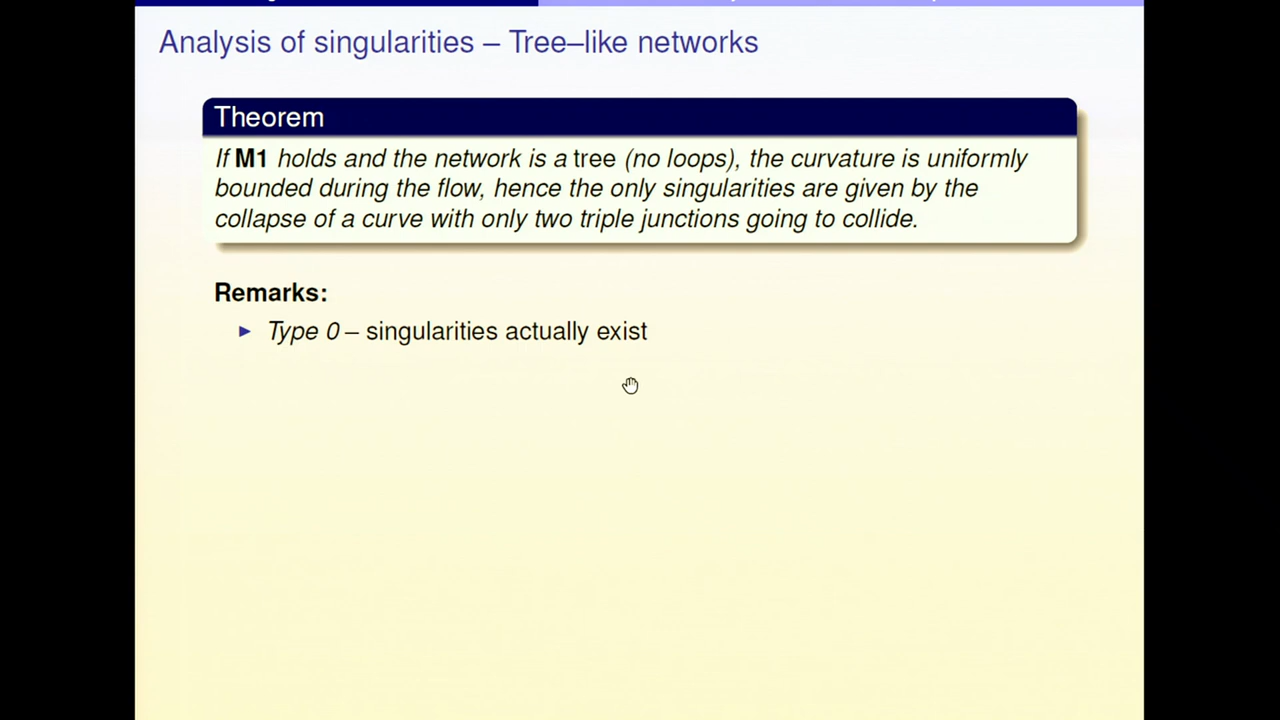 Analysis of singularities – Tree–like networks
Theorem
If M1 holds and the network is a tree (no loops), the curvature is uniformly
bounded during the flow, hence the only singularities are given by the
collapse of a curve with only two triple junctions going to collide.
Remarks:
Type 0 – singularities actually exist